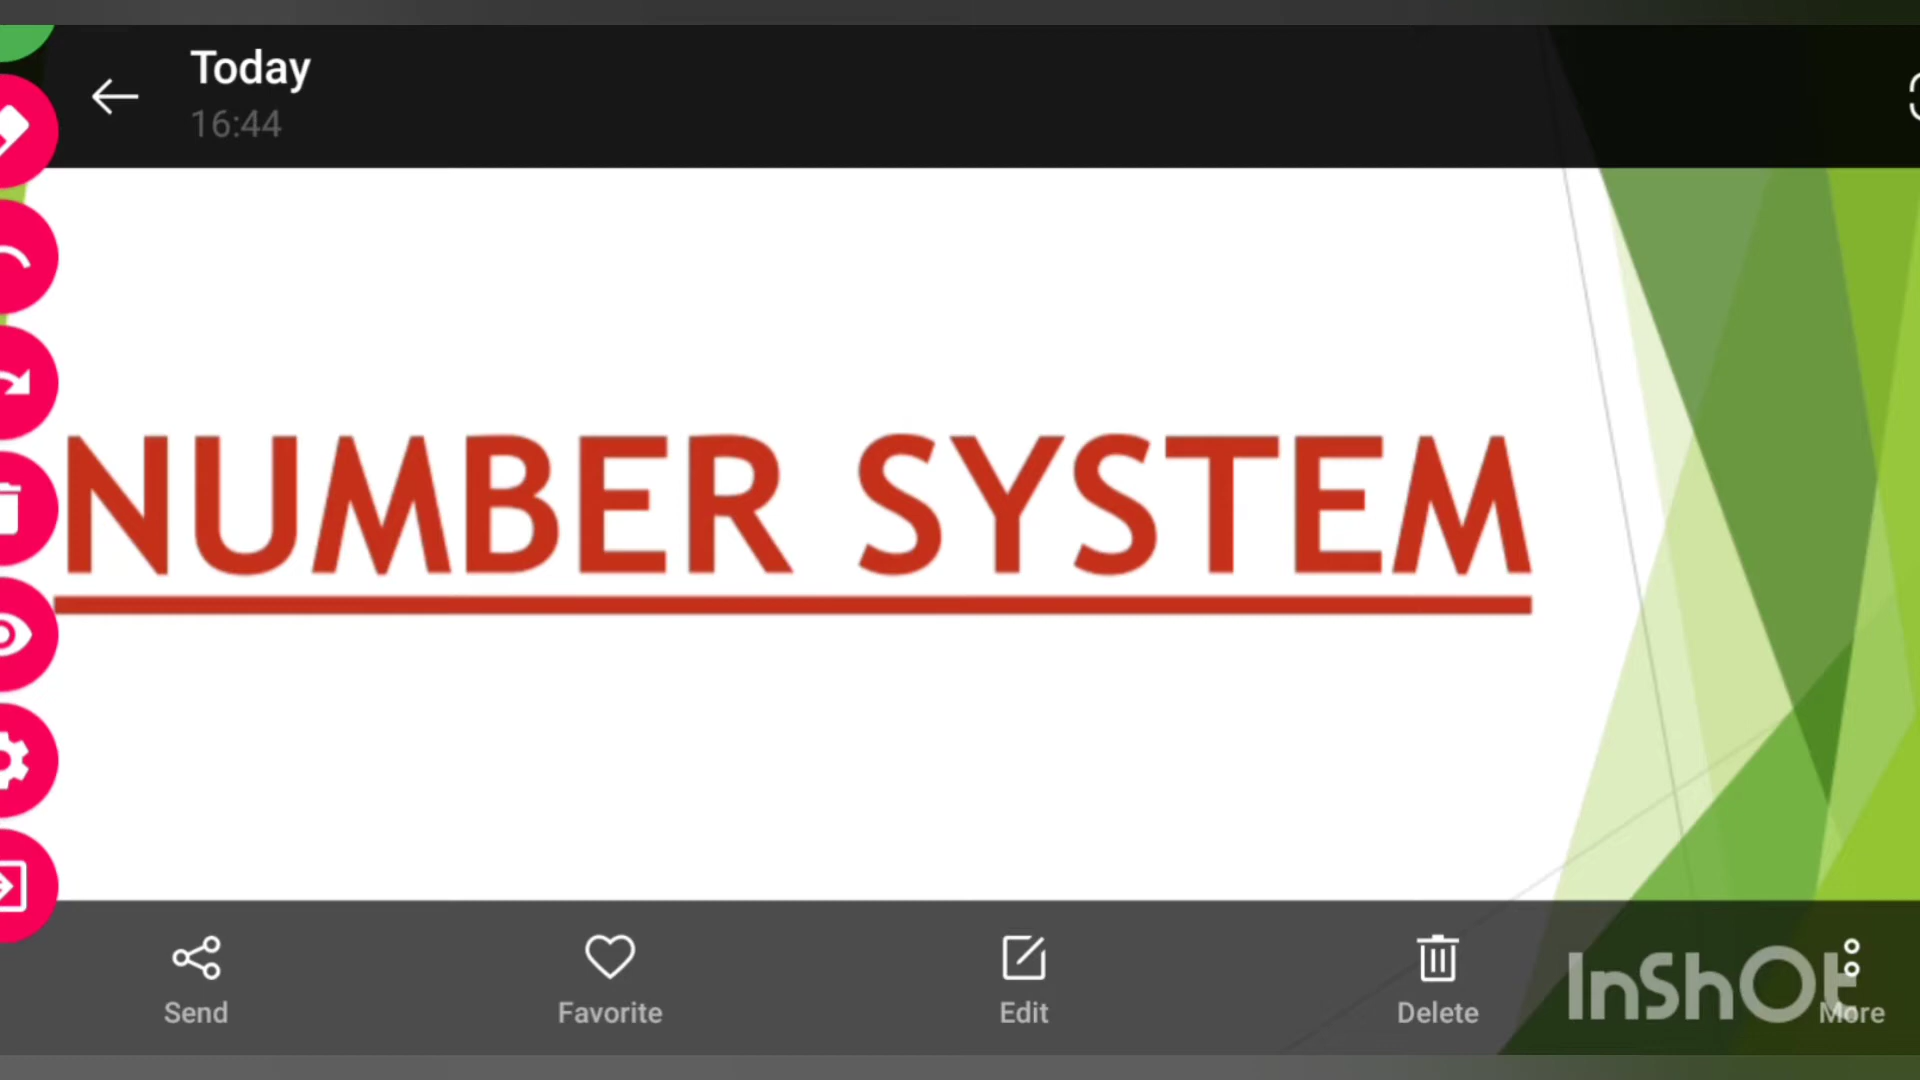 Today
16:44
NUMBER SYSTEM
Send
Favorite
Edit
Delete
More
InShOt